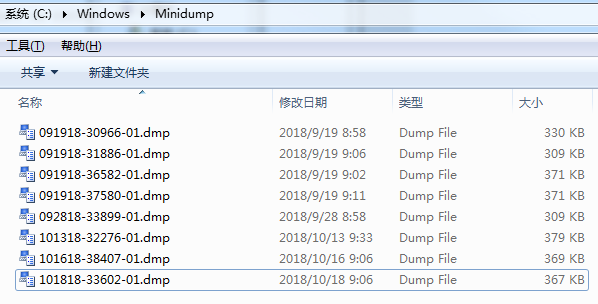 系统 (C:) Windows Minidump
工具(T) 帮助(H)
共享 新建文件夹
名称 修改日期 类型 大小
091918-30966-01.dmp 2018/9/19 8:58 Dump File 330 KB
091918-31886-01.dmp 2018/9/19 9:06 Dump File 309 KB
091918-36582-01.dmp 2018/9/19 9:02 Dump File 371 KB
091918-37580-01.dmp 2018/9/19 9:11 Dump File 371 KB
092818-33899-01.dmp 2018/9/28 8:58 Dump File 309 KB
101318-32276-01.dmp 2018/10/13 9:33 Dump File 379 KB
101618-38407-01.dmp 2018/10/16 9:06 Dump File 369 KB
101818-33602-01.dmp 2018/10/18 9:06 Dump File 367 KB